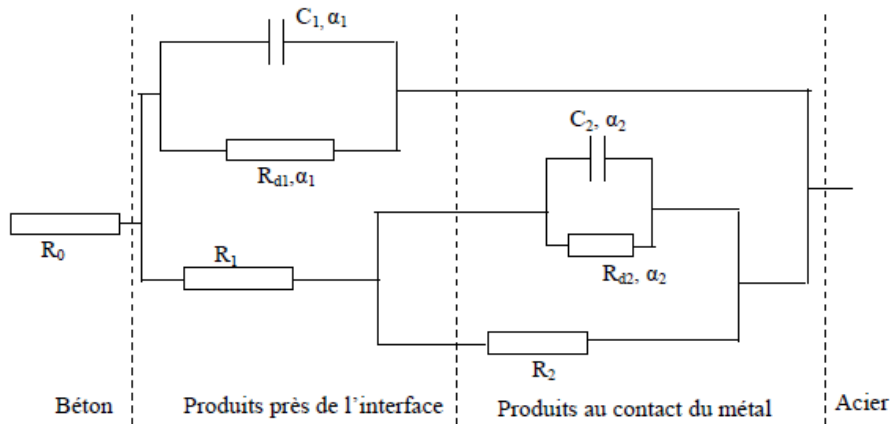 C1, α1
Rd1,α1
R0
R1
C2, α2
Rd2, α2
R2
Béton
Produits près de l’interface
Produits au contact du métal
Acier